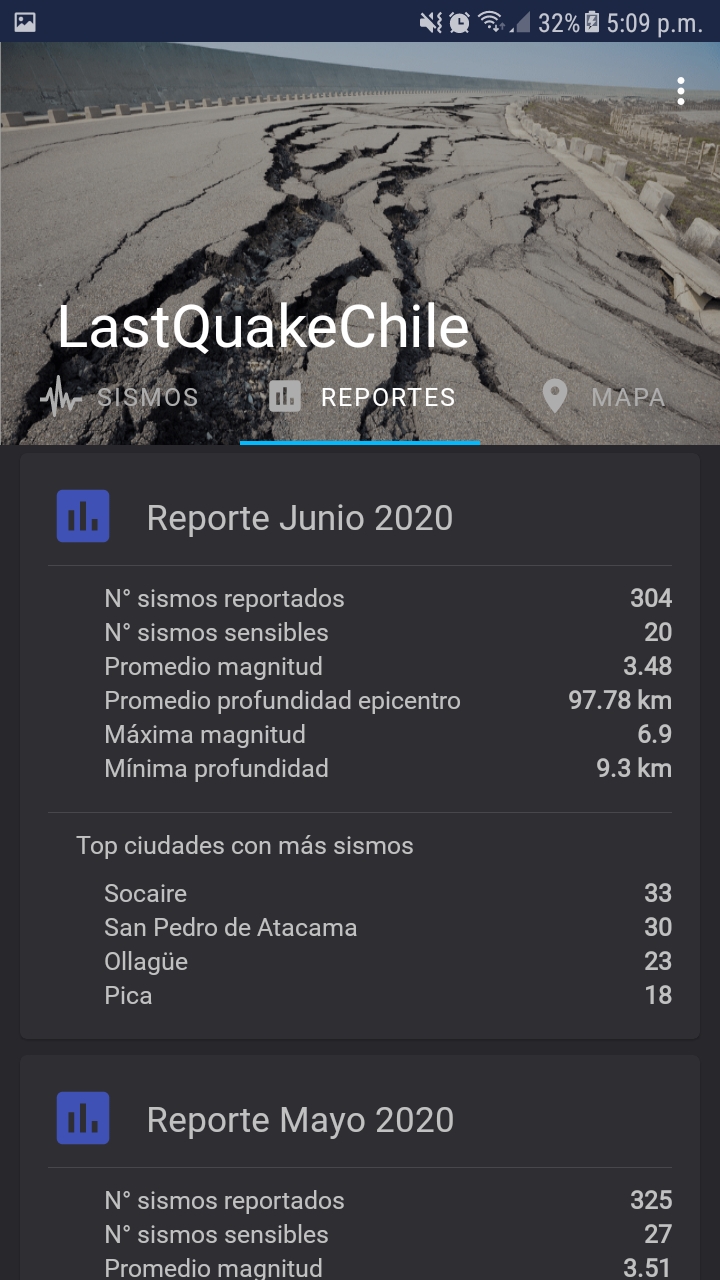 32% 5:09 p.m.
LastQuakeChile
SISMOS REPORTES MAPA
Reporte Junio 2020
N° sismos reportados 304
N° sismos sensibles 20
Promedio magnitud 3.48
Promedio profundidad epicentro 97.78 km
Máxima magnitud 6.9
Mínima profundidad 9.3 km
Top ciudades con más sismos
Socaire 33
San Pedro de Atacama 30
Ollagüe 23
Pica 18
Reporte Mayo 2020
N° sismos reportados 325
N° sismos sensibles 27
Promedio magnitud 3.51